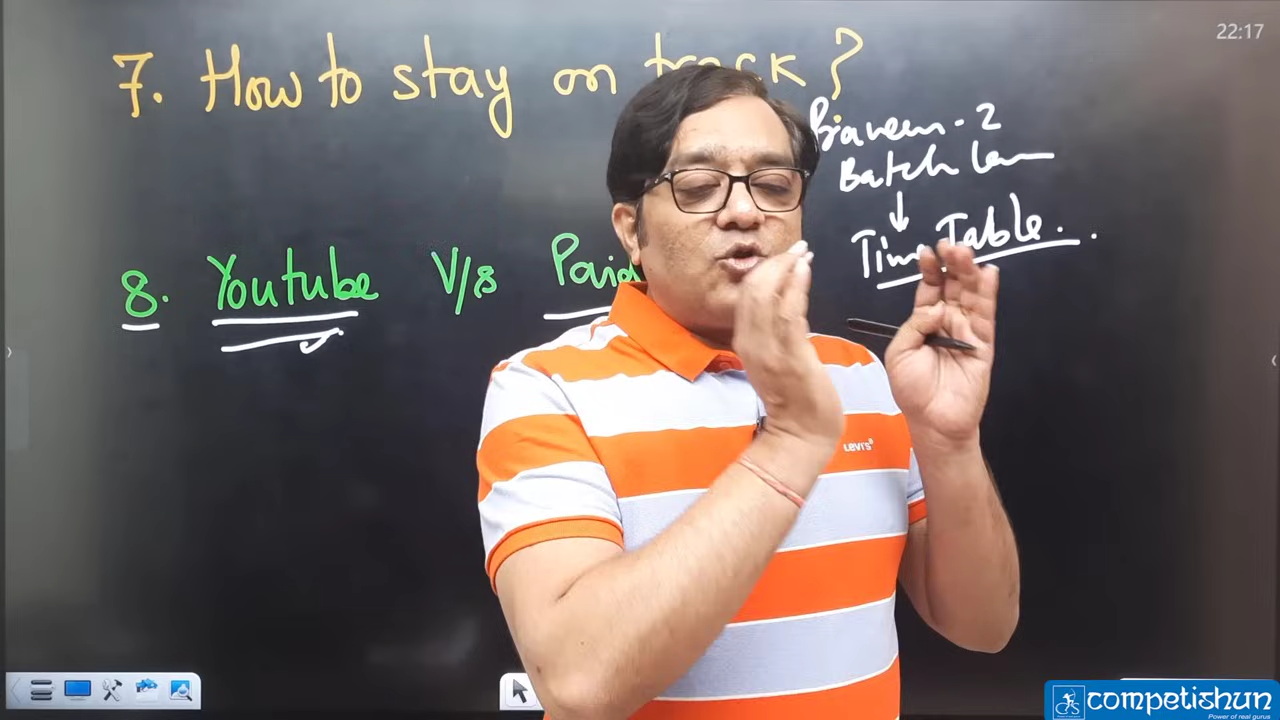 22:17
7. How to stay on track?
Praveen-2
Batch
↓
Time Table.
8. Youtube V/s Paid
LEVI'S
competishun
Power of real gurus